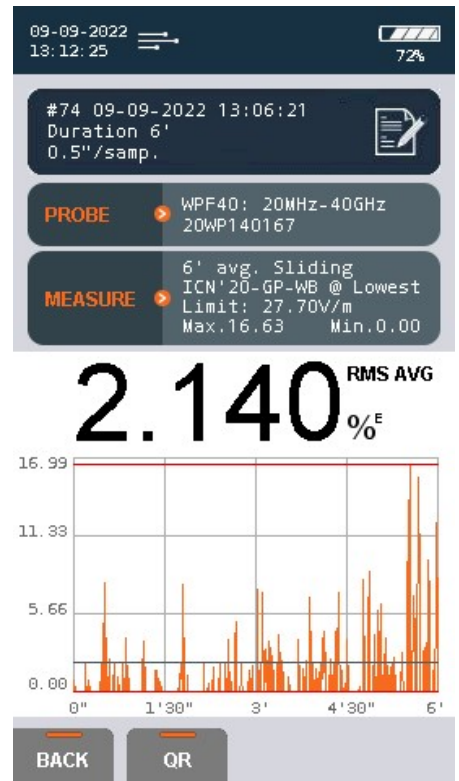 09-09-2022
13:12:25
72%
#74 09-09-2022 13:06:21
Duration 6'
0.5"/samp.
PROBE
WPF40: 20MHz-40GHz
20WP140167
MEASURE
6' avg. Sliding
ICN'20-GP-WB @ Lowest
Limit: 27.70V/m
Max.16.63 Min.0.00
2.140 RMS AVG
%E
16.99
11.33
5.66
0.00
0" 1'30" 3' 4'30" 6'
BACK QR